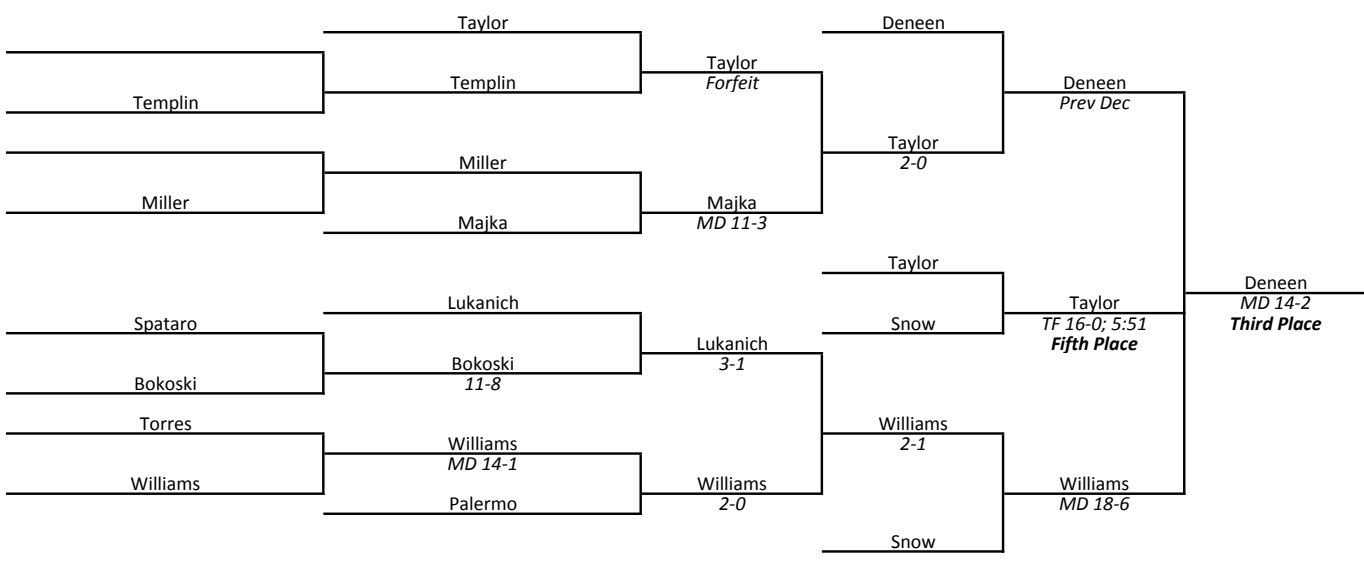 Taylor
Deneen
Taylor
Forfeit
Templin
Deneen
Prev Dec
Templin
Taylor
2-0
Miller
Miller
Majka
MD 11-3
Majka
Taylor
Deneen
MD 14-2
Third Place
Lukanich
Taylor
TF 16-0; 5:51
Fifth Place
Spataro
Snow
Lukanich
3-1
Bokoski
11-8
Bokoski
Torres
Williams
2-1
Williams
MD 14-1
Williams
Williams
2-0
Williams
MD 18-6
Palermo
Snow